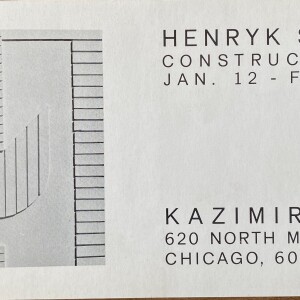 HENRYK
CONSTRUC
JAN. 12 - F
KAZIMIR
620 NORTH M
CHICAGO, 60